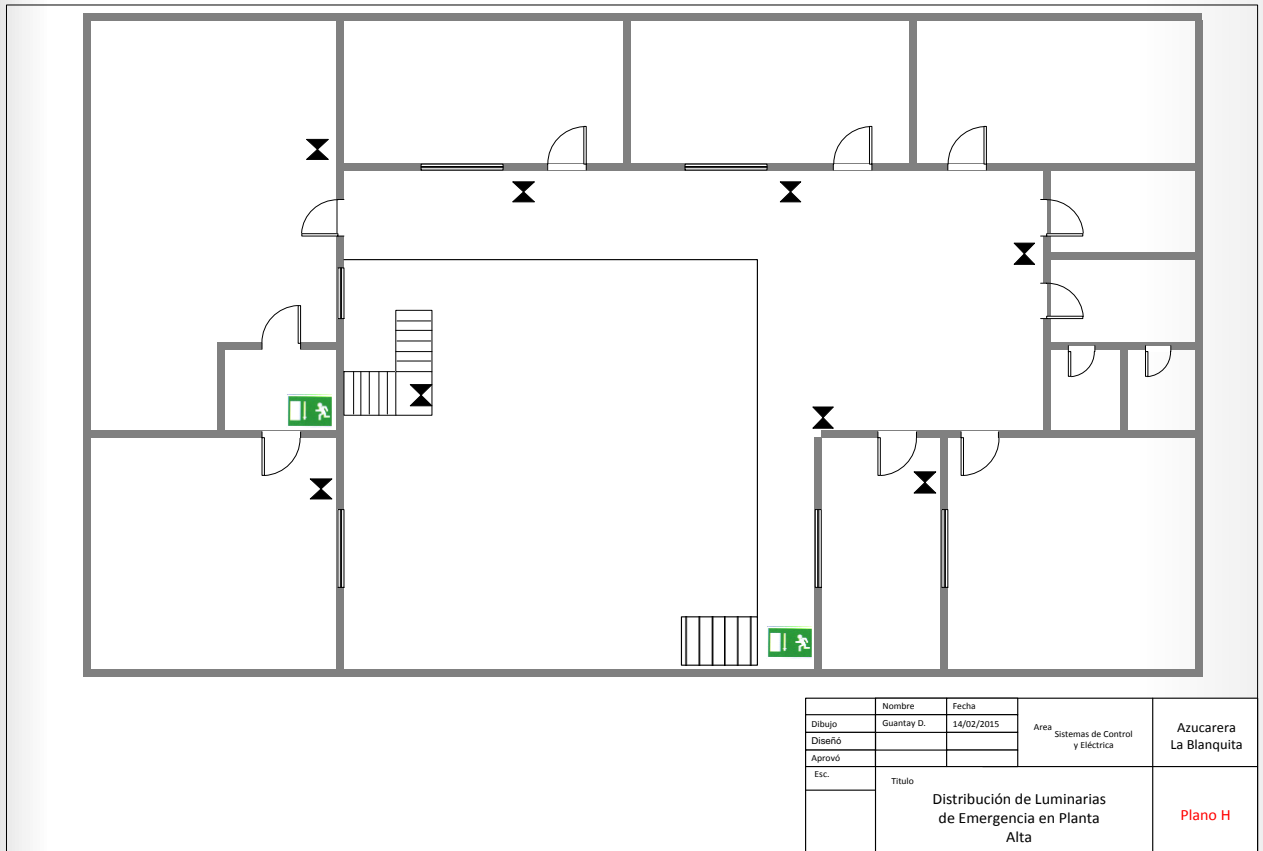 Nombre Fecha
Dibujo Guantay D. 14/02/2015
Diseñó
Aprovó
Area Sistemas de Control
y Eléctrica
Azucarera
La Blanquita
Esc.
Titulo
Distribución de Luminarias
de Emergencia en Planta
Alta
Plano H